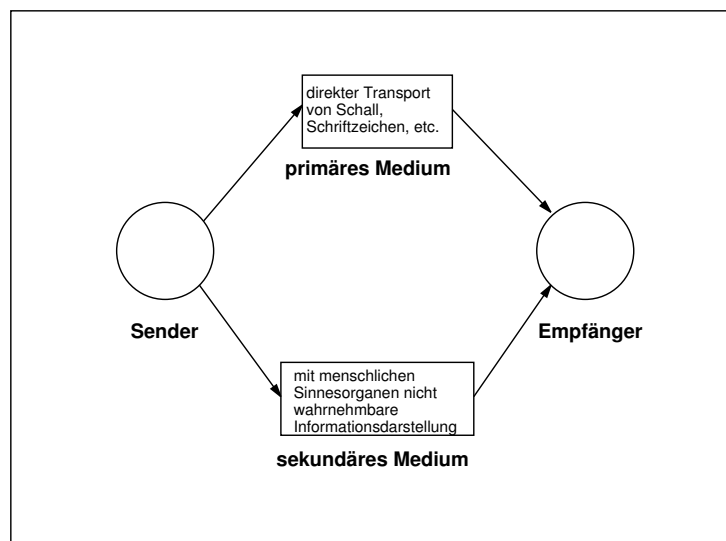 direkter Transport
von Schall,
Schriftzeichen, etc.
primäres Medium
Sender
Empfänger
mit menschlichen
Sinnesorganen nicht
wahrnehmbare
Informationsdarstellung
sekundäres Medium